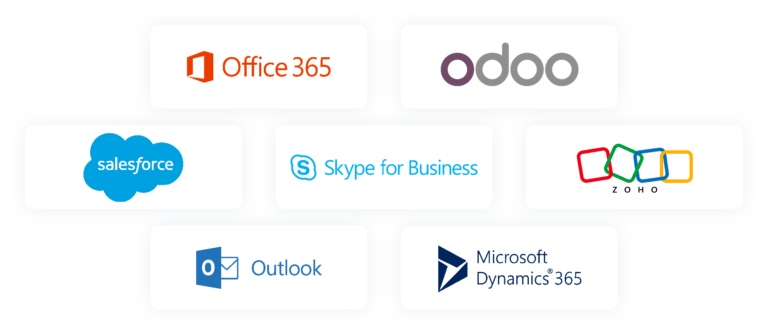 Office 365
odoo
salesforce
S Skype for Business
ZOHO
O Outlook
Microsoft
Dynamics® 365